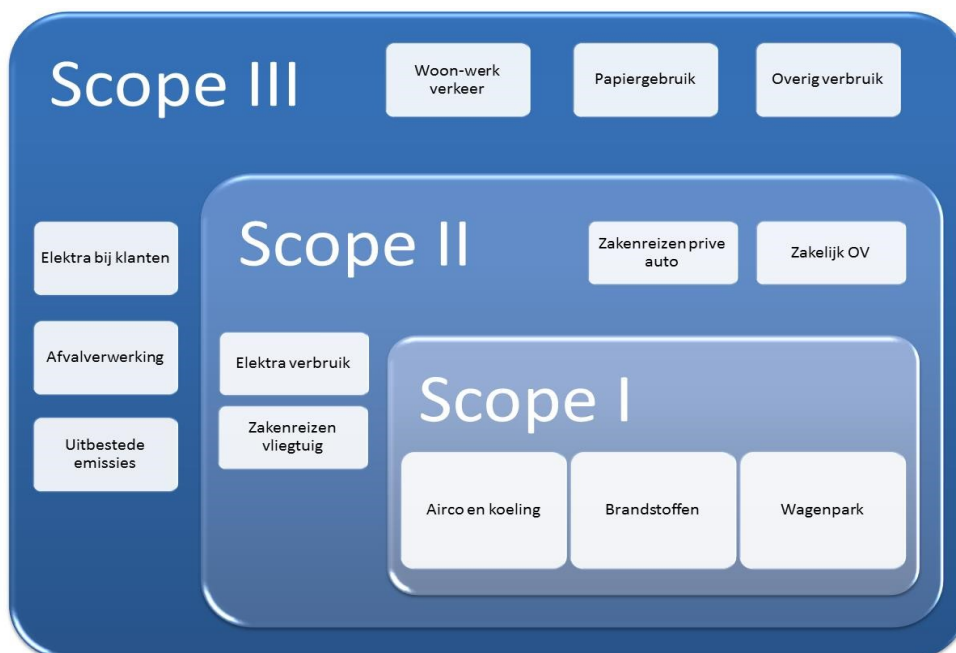 Scope III
Woon-werk
verkeer
Papiergebruik
Overig verbruik
Elektra bij klanten
Afvalverwerking
Uitbestede
emissies
Scope II
Zakenreizen prive
auto
Zakelijk OV
Elektra verbruik
Zakenreizen
vliegtuig
Scope I
Airco en koeling
Brandstoffen
Wagenpark